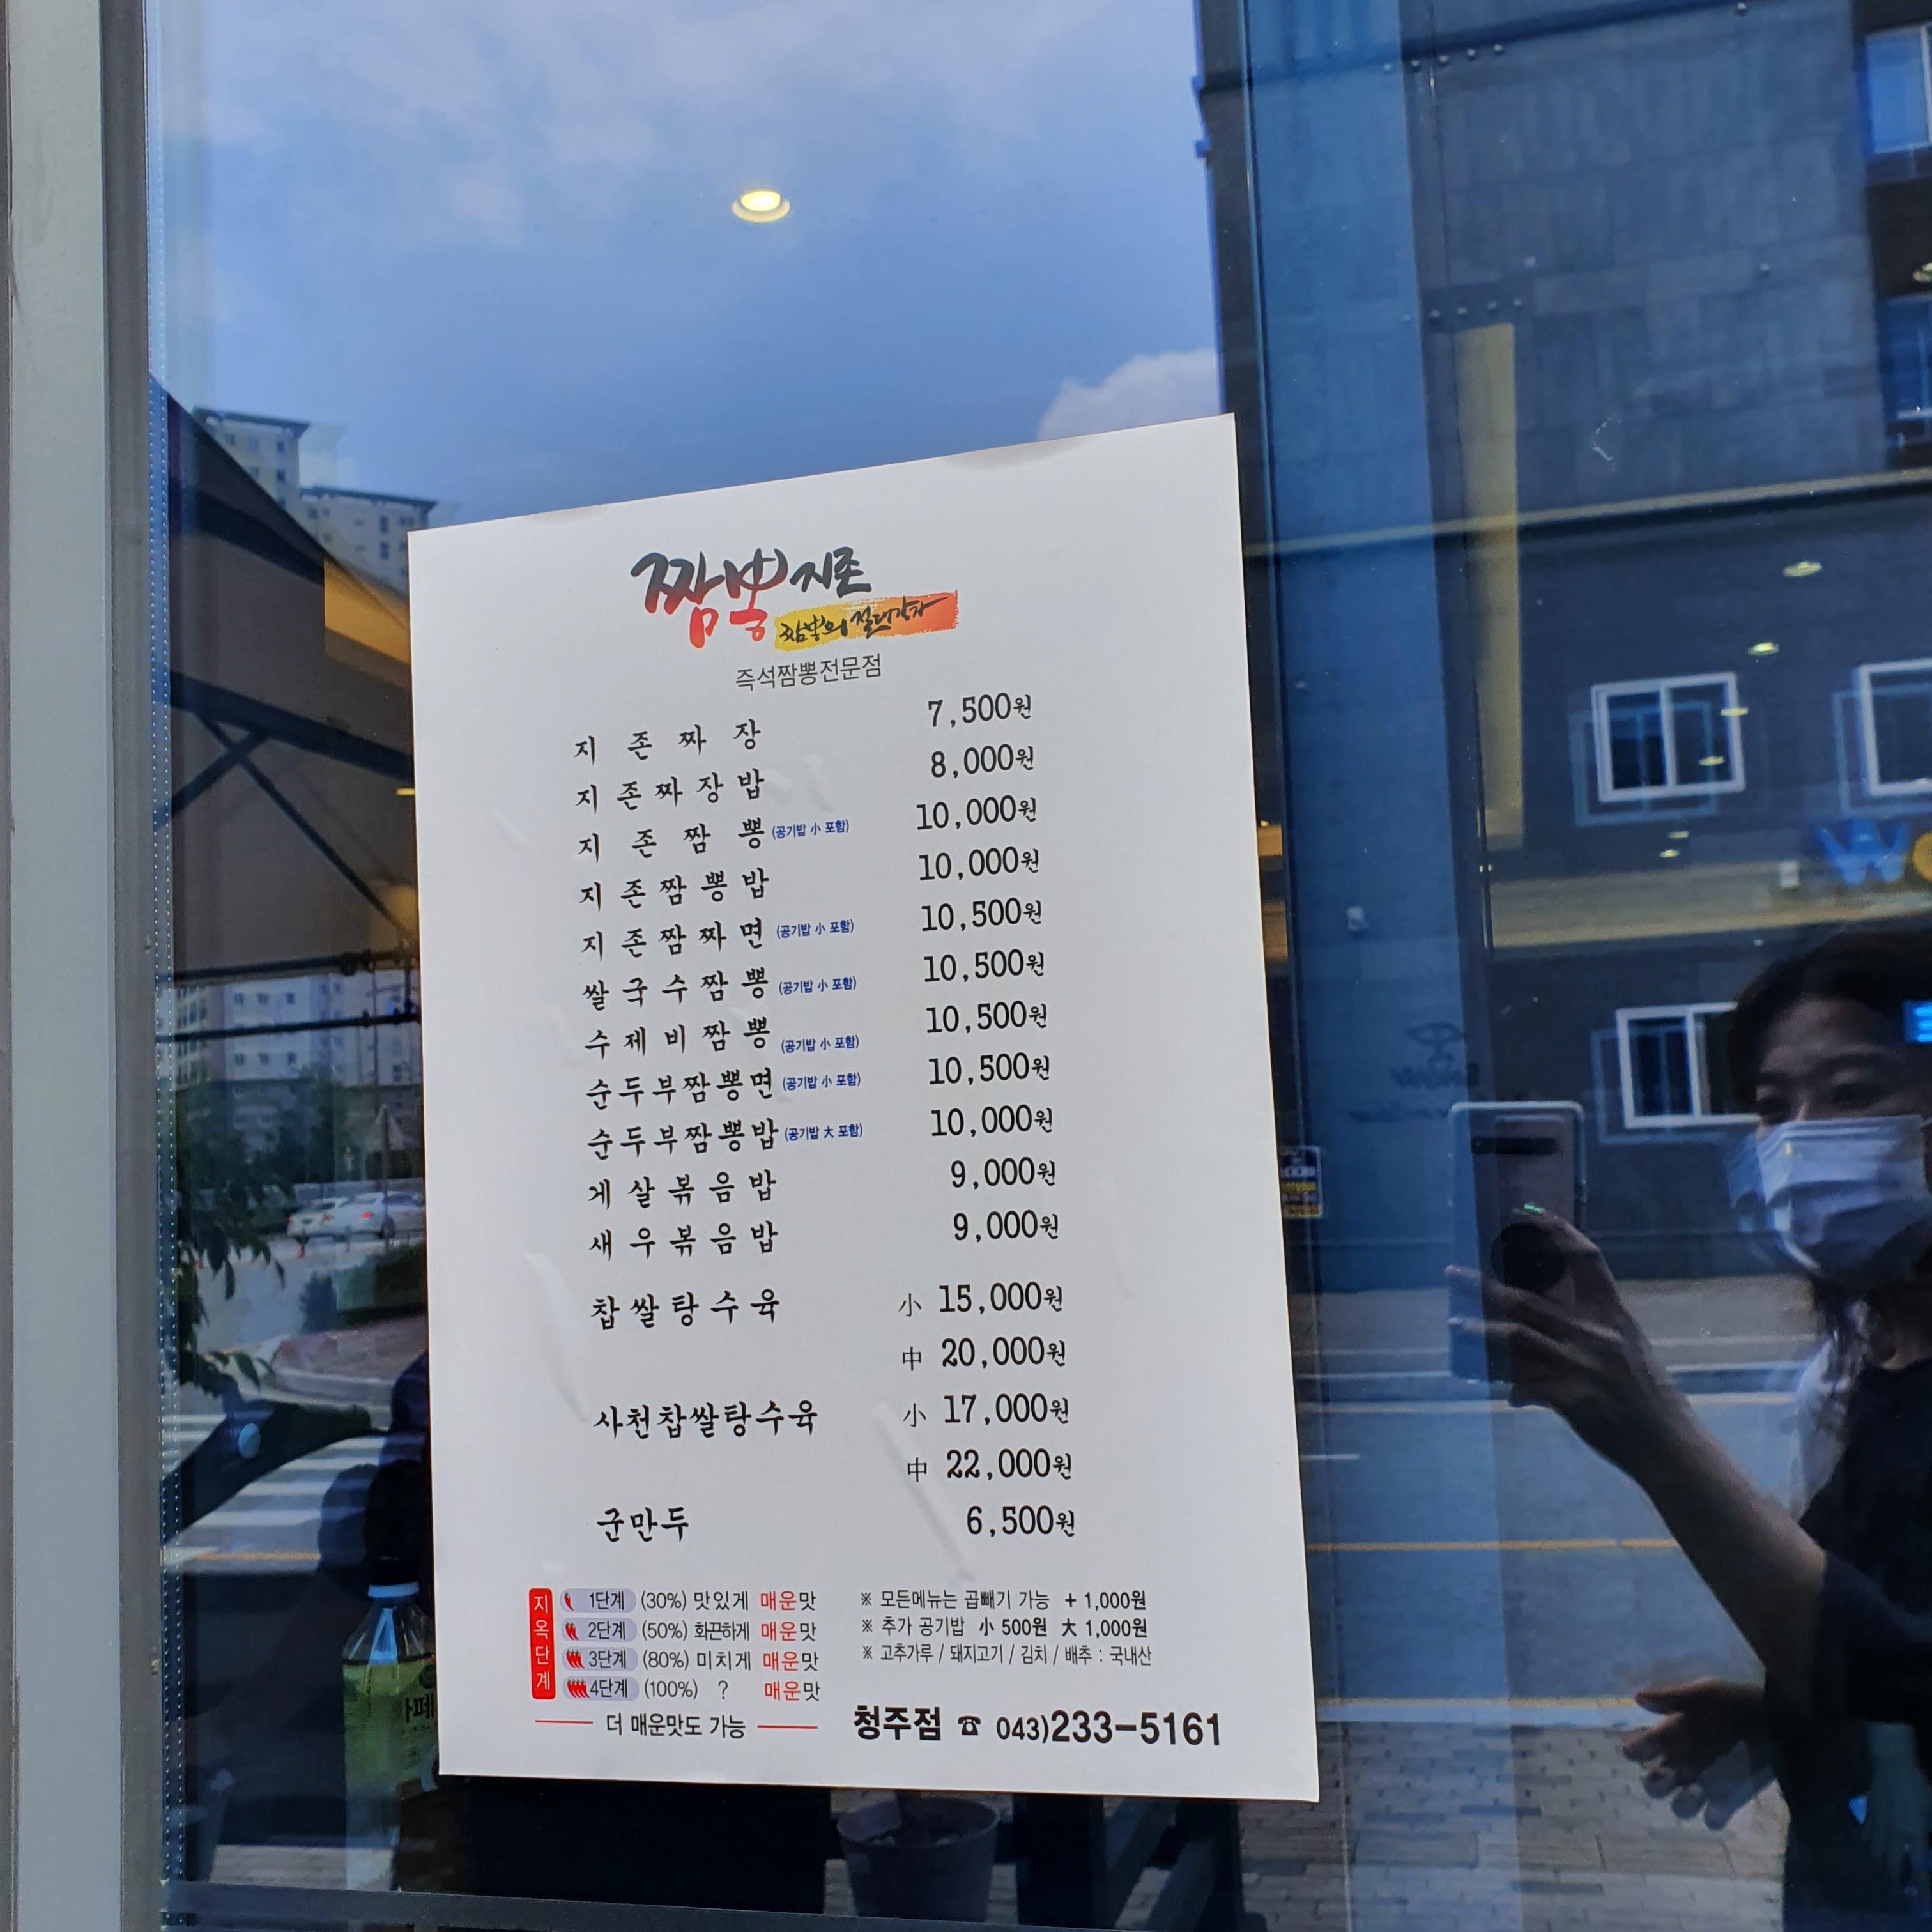 짬뽕지존
짬뽕의 절대강자
즉석짬뽕전문점
지존짜장 7,500원
지존짜장밥 8,000원
지존짬뽕 (공기밥 小 포함) 10,000원
지존짬뽕밥 10,000원
지존짬짜면 (공기밥 小 포함) 10,500원
쌀국수짬뽕 (공기밥 小 포함) 10,500원
수제비짬뽕 (공기밥 小 포함) 10,500원
순두부짬뽕면 (공기밥 小 포함) 10,500원
순두부짬뽕밥 (공기밥 大 포함) 10,000원
게살볶음밥 9,000원
새우볶음밥 9,000원
찹쌀탕수육 小 15,000원
中 20,000원
사천찹쌀탕수육 小 17,000원
中 22,000원
군만두 6,500원
지옥단계
1단계 (30%) 맛있게 매운맛
2단계 (50%) 화끈하게 매운맛
3단계 (80%) 미치게 매운맛
4단계 (100%) ? 매운맛
더 매운맛도 가능
※ 모든메뉴는 곱빼기 가능 + 1,000원
※ 추가 공기밥 小 500원 大 1,000원
※ 고추가루 / 돼지고기 / 김치 / 배추 : 국내산
청주점 ☎ 043)233-5161